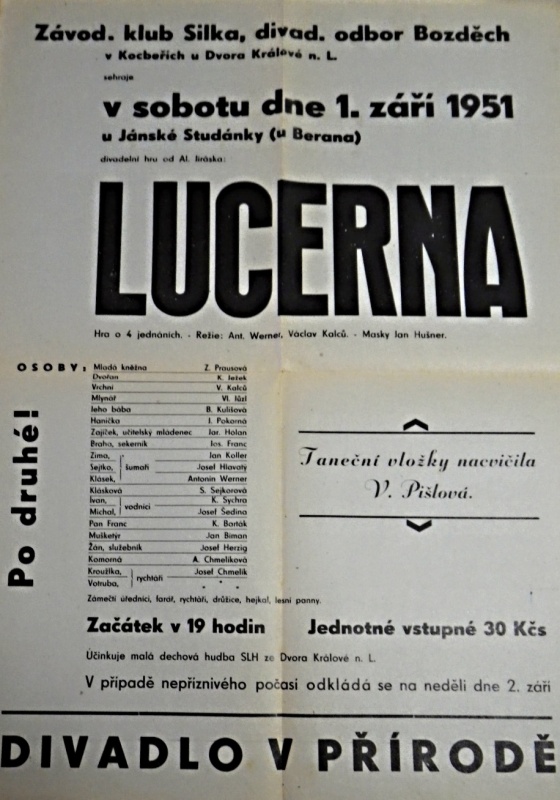 Závod. klub Silka, divad. odbor Bozděch
v Kocbeřích u Dvora Králové n. L.
sehraje
v sobotu dne 1. září 1951
u Jánské Studánky (u Berana)
divadelní hru od Al. Jiráska:
LUCERNA
Hra o 4 jednáních. - Režie: Ant. Werner, Václav Kalců. - Masky Jan Hušner.
Po druhé!
OSOBY:
Mladá kněžna Z. Prausová
Dvořan K. Ježek
Vrchní V. Kalců
Mlynář Vl. Jůzl
Jeho bába B. Kulišová
Hanička J. Pokorná
Zajíček, učitelský mládenec Jar. Holan
Braha, sekerník Jos. Franc
Zima, Jan Koller
Sejtko, šumaři Josef Hlavatý
Klásek, Antonín Werner
Klásková S. Sejkorová
Ivan, K. Sychra
vodníci
Michal, Josef Šedina
Pan Franc K. Barták
Mušketýr Jan Biman
Žán, služebník Josef Herzig
Komorná A. Chmelíková
Kroužilka, Josef Chmelík
rychtáři
Votruba, * * *
Zámečtí úředníci, farář, rychtáři, družice, hejkal, lesní panny.
Taneční vložky nacvičila
V. Pišlová.
Začátek v 19 hodin Jednotné vstupné 30 Kčs
Účinkuje malá dechová hudba SLH ze Dvora Králové n. L.
V případě nepříznivého počasí odkládá se na neděli dne 2. září
DIVADLO V PŘÍRODĚ